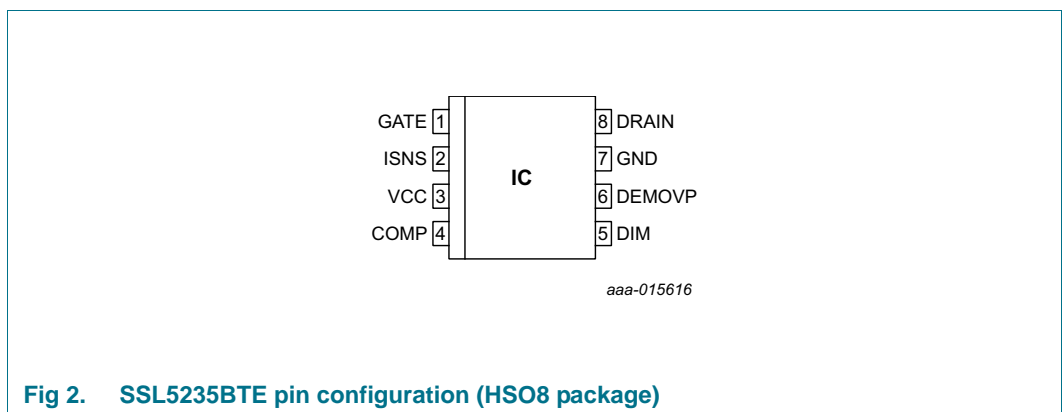 GATE 1 8 DRAIN
ISNS 2 7 GND
IC
VCC 3 6 DEMOVP
COMP 4 5 DIM
aaa-015616
Fig 2. SSL5235BTE pin configuration (HSO8 package)